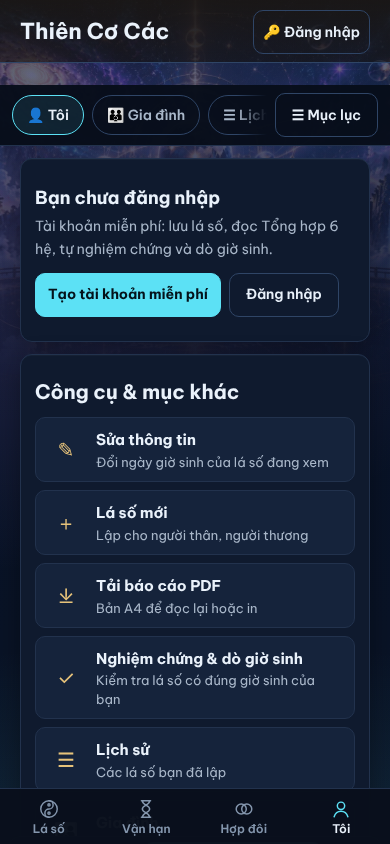 Thiên Cơ Các
🔑 Đăng nhập
👤 Tôi
👪 Gia đình
☰ Lịch
☰ Mục lục
Bạn chưa đăng nhập
Tài khoản miễn phí: lưu lá số, đọc Tổng hợp 6
hệ, tự nghiệm chứng và dò giờ sinh.
Tạo tài khoản miễn phí
Đăng nhập
Công cụ & mục khác
Sửa thông tin
Đổi ngày giờ sinh của lá số đang xem
Lá số mới
Lập cho người thân, người thương
Tải báo cáo PDF
Bản A4 để đọc lại hoặc in
Nghiệm chứng & dò giờ sinh
Kiểm tra lá số có đúng giờ sinh của
bạn
Lịch sử
Các lá số bạn đã lập
Lá số
Vận hạn
Hợp đôi
Tôi